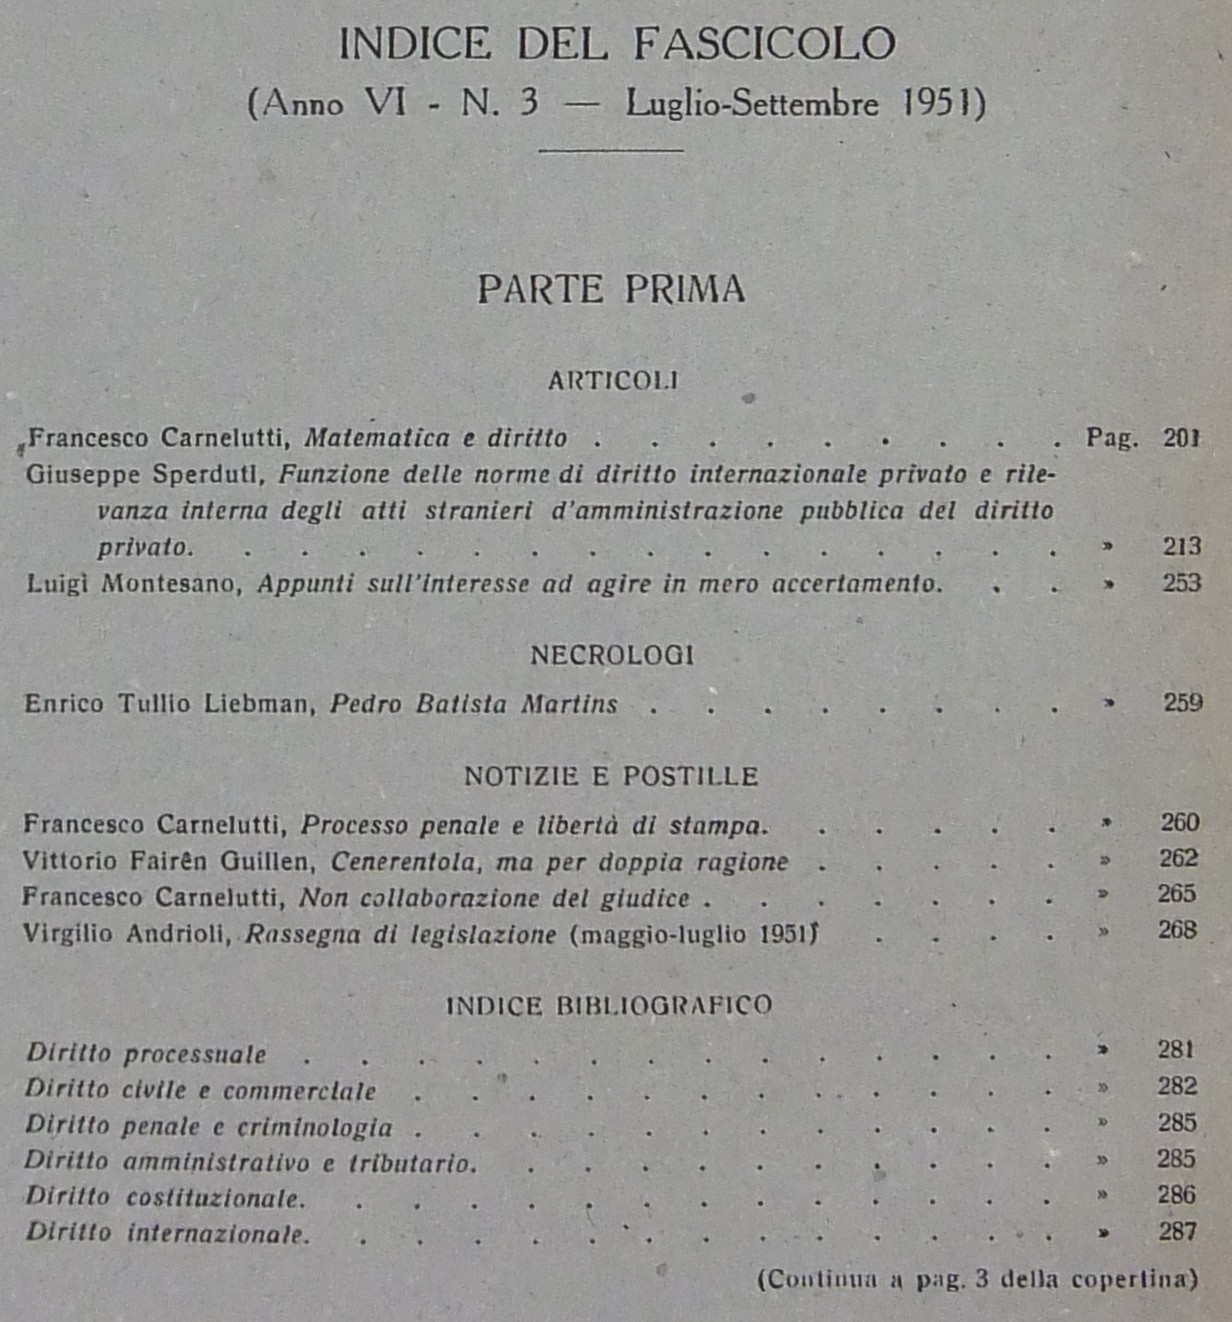 INDICE DEL FASCICOLO
(Anno VI - N. 3 — Luglio-Settembre 1951)
PARTE PRIMA
ARTICOLI
Francesco Carnelutti, Matematica e diritto . . . . . . . . . Pag. 201
Giuseppe Sperduti, Funzione delle norme di diritto internazionale privato e rile-
vanza interna degli atti stranieri d'amministrazione pubblica del diritto
privato. . . . . . . . . . . . . . . . » 213
Luigi Montesano, Appunti sull'interesse ad agire in mero accertamento. . . » 253
NECROLOGI
Enrico Tullio Liebman, Pedro Batista Martins . . . . . . . . » 259
NOTIZIE E POSTILLE
Francesco Carnelutti, Processo penale e libertà di stampa. . . . . . » 260
Vittorio Fairên Guillen, Cenerentola, ma per doppia ragione . . . . . » 262
Francesco Carnelutti, Non collaborazione del giudice . . . . . . . » 265
Virgilio Andrioli, Rassegna di legislazione (maggio-luglio 1951) . . . . » 268
INDICE BIBLIOGRAFICO
Diritto processuale . . . . . . . . . . . . . . » 281
Diritto civile e commerciale . . . . . . . . . . . . » 282
Diritto penale e criminologia . . . . . . . . . . . . » 285
Diritto amministrativo e tributario. . . . . . . . . . . » 285
Diritto costituzionale. . . . . . . . . . . . . . » 286
Diritto internazionale. . . . . . . . . . . . . . » 287
(Continua a pag. 3 della copertina)